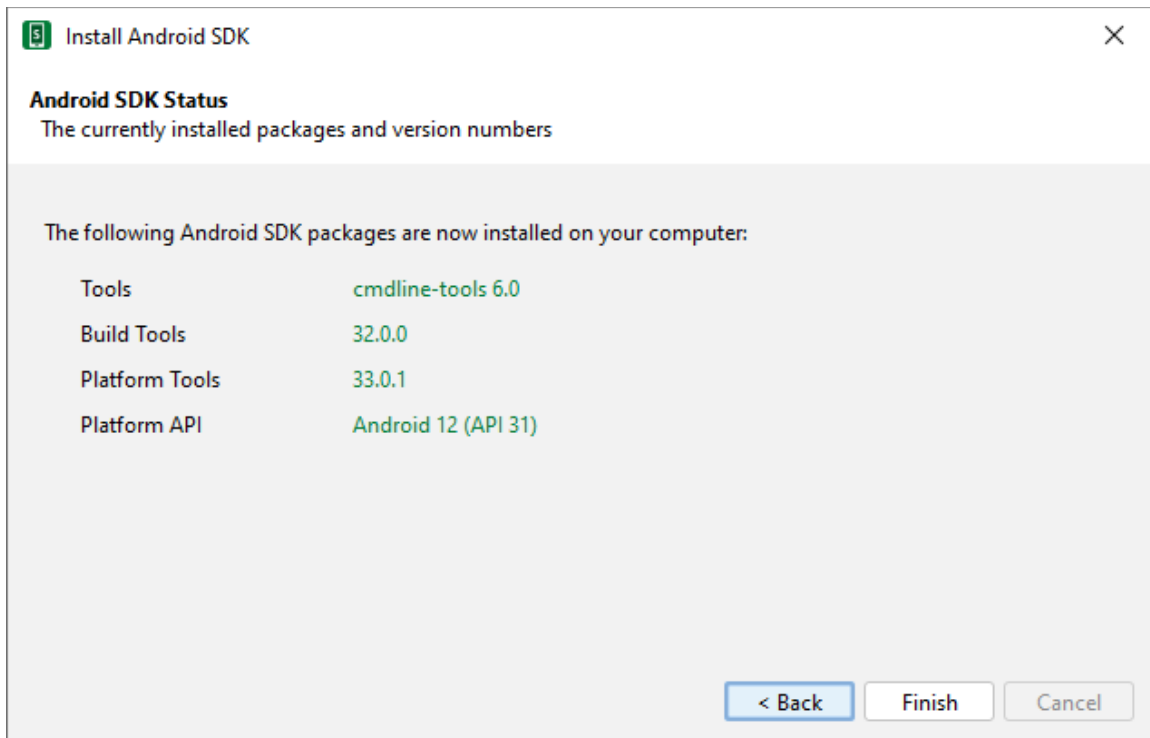 Install Android SDK
Android SDK Status
The currently installed packages and version numbers
The following Android SDK packages are now installed on your computer:
Tools cmdline-tools 6.0
Build Tools 32.0.0
Platform Tools 33.0.1
Platform API Android 12 (API 31)
< Back Finish Cancel